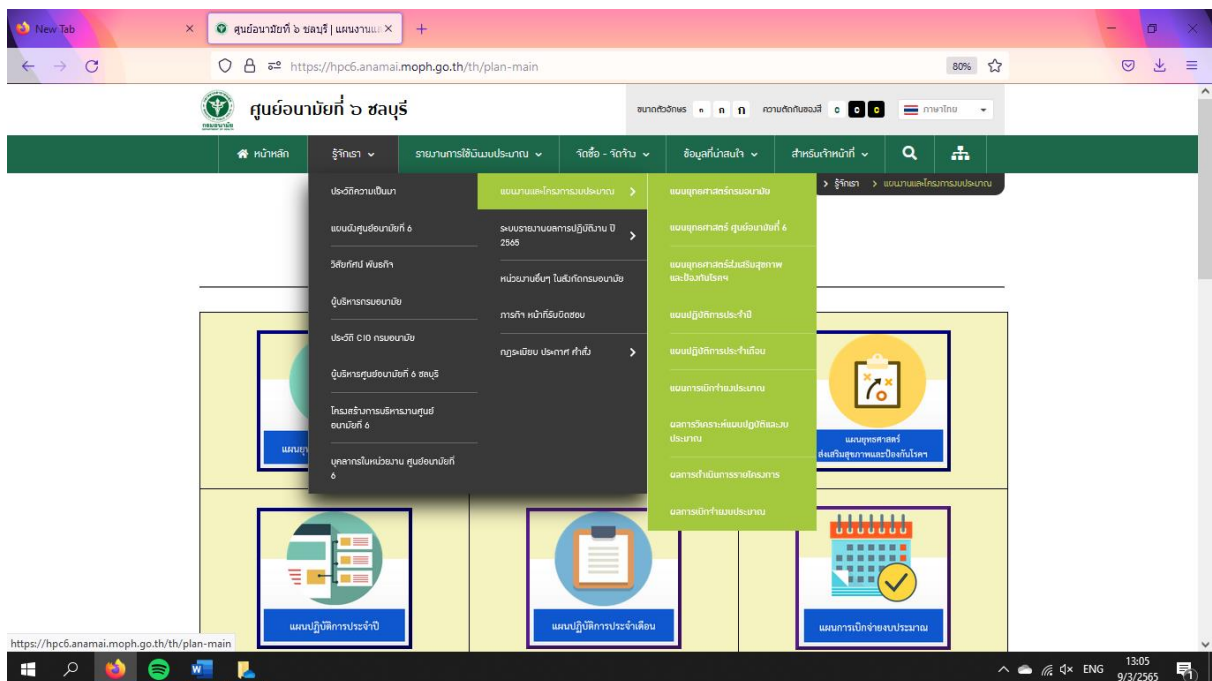 New Tab
ศูนย์อนามัยที่ ๖ ชลบุรี | แผนงานแ
https://hpc6.anamai.moph.go.th/th/plan-main
80%
ศูนย์อนามัยที่ ๖ ชลบุรี
กรมอนามัย
ขนาดตัวอักษร ก ก ก ความตัดกันของสี C C C ภาษาไทย
หน้าหลัก รู้จักเรา รายงานการใช้เงินงบประมาณ จัดซื้อ - จัดจ้าง ข้อมูลที่น่าสนใจ สำหรับเจ้าหน้าที่
> รู้จักเรา > แผนงานและโครงการงบประมาณ
ประวัติความเป็นมา
แผนผังศูนย์อนามัยที่ 6
วิสัยทัศน์ พันธกิจ
ผู้บริหารกรมอนามัย
ประวัติ CIO กรมอนามัย
ผู้บริหารศูนย์อนามัยที่ 6 ชลบุรี
โครงสร้างการบริหารงานศูนย์
อนามัยที่ 6
บุคลากรในหน่วยงาน ศูนย์อนามัยที่
6
แผนงานและโครงการงบประมาณ
ระบบรายงานผลการปฏิบัติงาน ปี
2565
หน่วยงานอื่นๆ ในสังกัดกรมอนามัย
ภารกิจ หน้าที่รับผิดชอบ
กฎระเบียบ ประกาศ คำสั่ง
แผนยุทธศาสตร์กรมอนามัย
แผนยุทธศาสตร์ ศูนย์อนามัยที่ 6
แผนยุทธศาสตร์ส่งเสริมสุขภาพ
และป้องกันโรคฯ
แผนปฏิบัติการประจำปี
แผนปฏิบัติการประจำเดือน
แผนการเบิกจ่ายงบประมาณ
ผลการวิเคราะห์แผนปฏิบัติและงบ
ประมาณ
ผลการดำเนินการรายโครงการ
ผลการเบิกจ่ายงบประมาณ
แผนยุทธศาสตร์
ส่งเสริมสุขภาพและป้องกันโรคฯ
แผนปฏิบัติการประจำปี
แผนปฏิบัติการประจำเดือน
แผนการเบิกจ่ายงบประมาณ
https://hpc6.anamai.moph.go.th/th/plan-main
ENG
13:05
9/3/2565